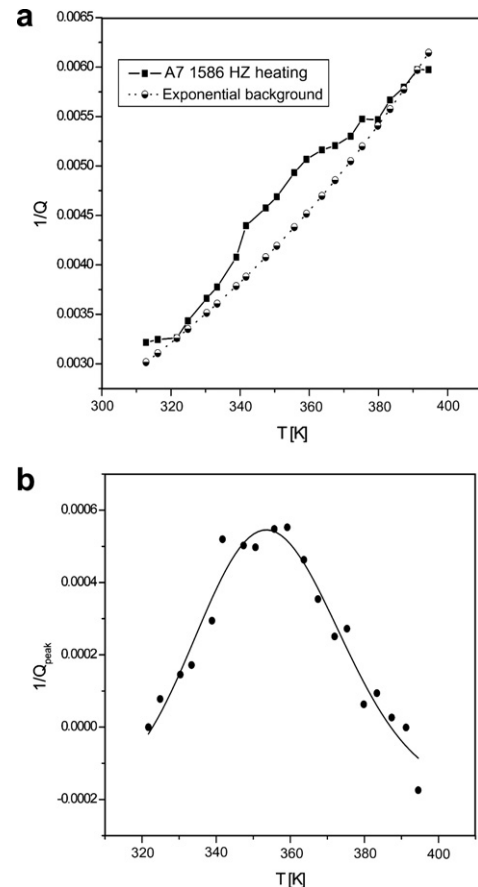 a
0.0065
0.0060
0.0055
0.0050
0.0045
0.0040
0.0035
0.0030
1/Q
A7 1586 HZ heating
Exponential background
300 320 340 360 380 400
T [K]
b
0.0006
0.0004
0.0002
0.0000
-0.0002
1/Qpeak
320 340 360 380 400
T [K]